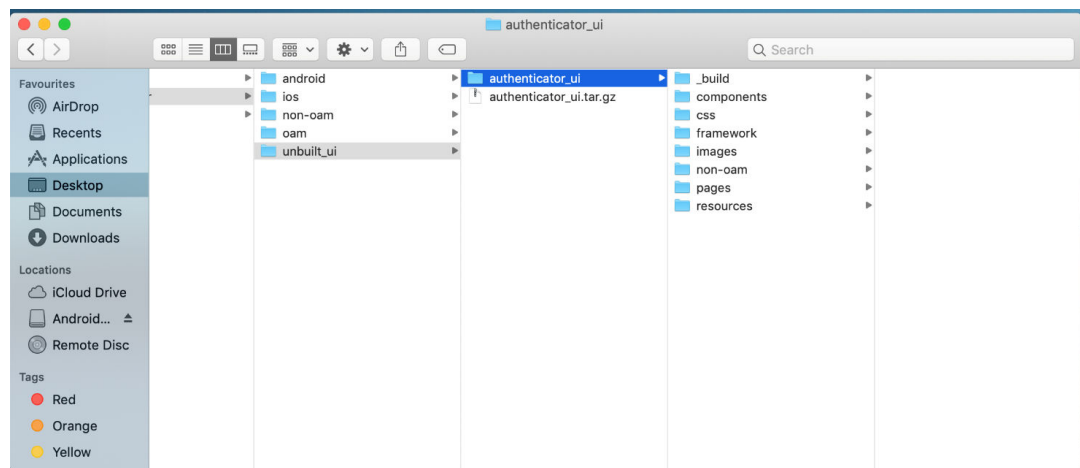 authenticator_ui
Search
Favourites
AirDrop
Recents
Applications
Desktop
Documents
Downloads
Locations
iCloud Drive
Android...
Remote Disc
Tags
Red
Orange
Yellow
android
ios
non-oam
oam
unbuilt_ui
authenticator_ui
authenticator_ui.tar.gz
_build
components
css
framework
images
non-oam
pages
resources